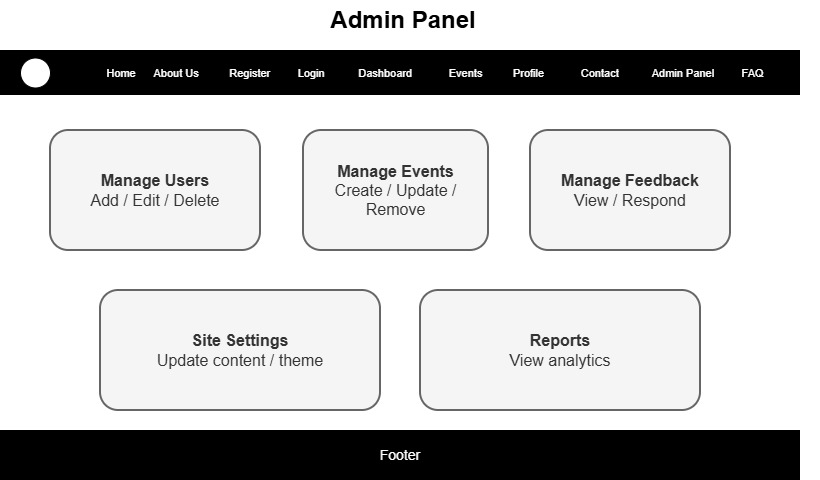 Admin Panel
Home About Us Register Login Dashboard Events Profile Contact Admin Panel FAQ
Manage Users
Add / Edit / Delete
Manage Events
Create / Update /
Remove
Manage Feedback
View / Respond
Site Settings
Update content / theme
Reports
View analytics
Footer